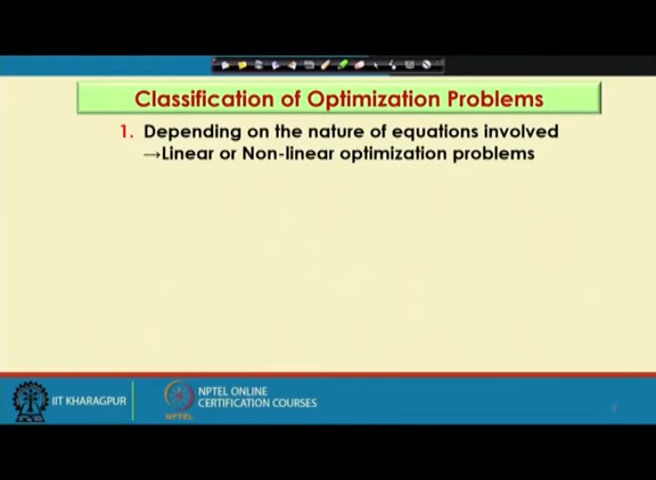 Classification of Optimization Problems
1. Depending on the nature of equations involved
→Linear or Non-linear optimization problems
IIT KHARAGPUR
NPTEL
NPTEL ONLINE
CERTIFICATION COURSES